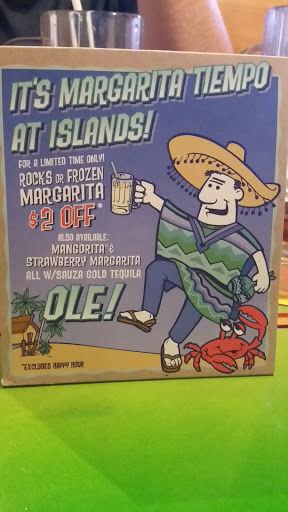 IT'S MARGARITA TIEMPO
AT ISLANDS!
FOR A LIMITED TIME ONLY!
ROCKS OR FROZEN
MARGARITA
$2 OFF*
ALSO AVAILABLE:
MANGORITA &
STRAWBERRY MARGARITA
ALL W/SAUZA GOLD TEQUILA
OLE!
*EXCLUDES HAPPY HOUR